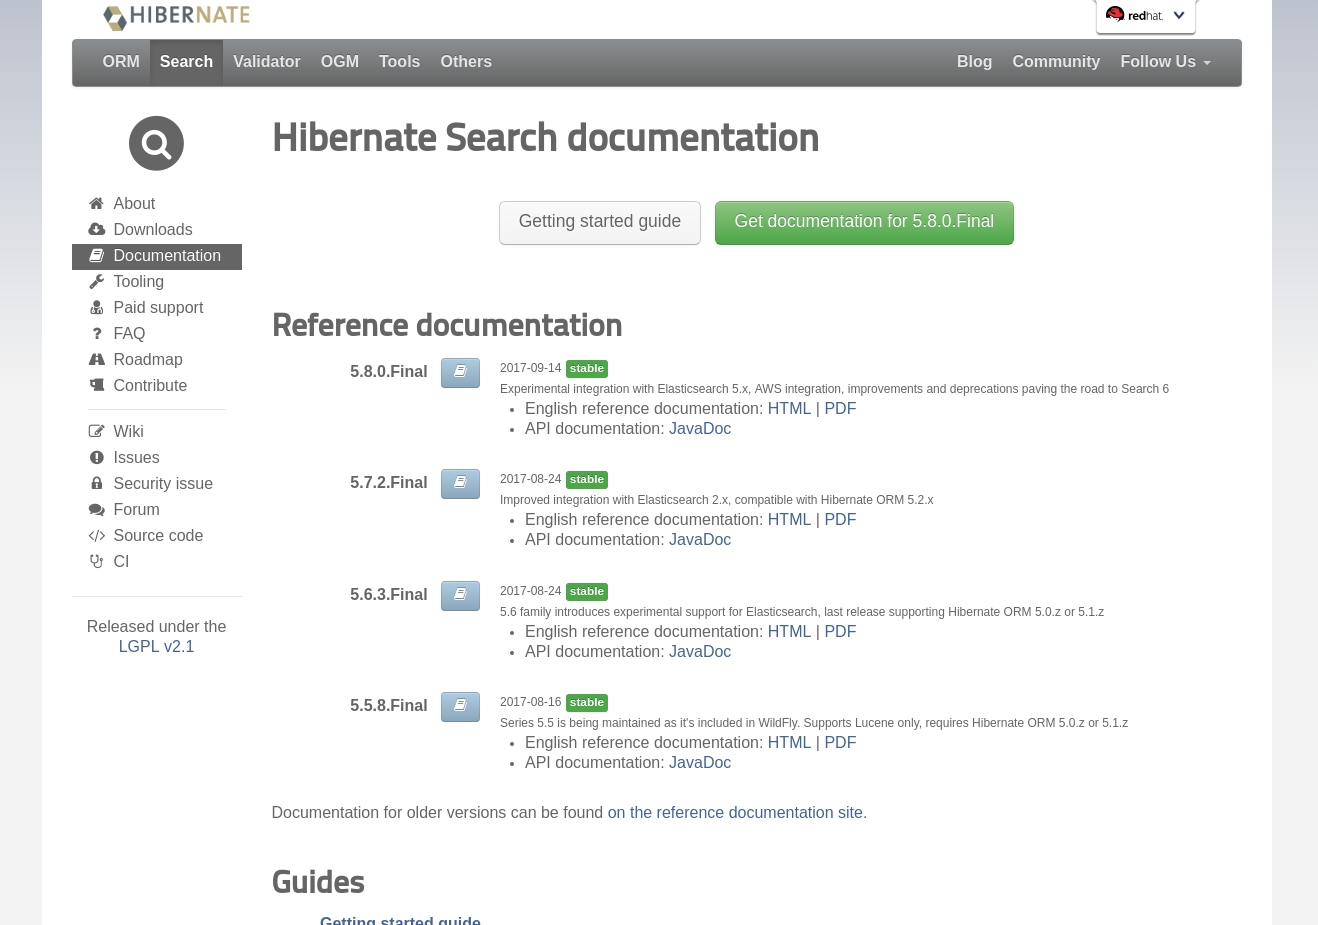 HIBERNATE
redhat.
ORM Search Validator OGM Tools Others Blog Community Follow Us
Hibernate Search documentation
About
Downloads
Documentation
Tooling
Paid support
FAQ
Roadmap
Contribute
Wiki
Issues
Security issue
Forum
Source code
CI
Released under the
LGPL v2.1
Getting started guide Get documentation for 5.8.0.Final
Reference documentation
5.8.0.Final 2017-09-14 stable
Experimental integration with Elasticsearch 5.x, AWS integration, improvements and deprecations paving the road to Search 6
• English reference documentation: HTML | PDF
• API documentation: JavaDoc
5.7.2.Final 2017-08-24 stable
Improved integration with Elasticsearch 2.x, compatible with Hibernate ORM 5.2.x
• English reference documentation: HTML | PDF
• API documentation: JavaDoc
5.6.3.Final 2017-08-24 stable
5.6 family introduces experimental support for Elasticsearch, last release supporting Hibernate ORM 5.0.z or 5.1.z
• English reference documentation: HTML | PDF
• API documentation: JavaDoc
5.5.8.Final 2017-08-16 stable
Series 5.5 is being maintained as it's included in WildFly. Supports Lucene only, requires Hibernate ORM 5.0.z or 5.1.z
• English reference documentation: HTML | PDF
• API documentation: JavaDoc
Documentation for older versions can be found on the reference documentation site.
Guides
Getting started guide